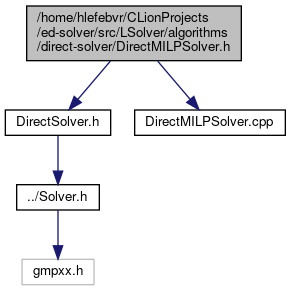 /home/hlefebvr/CLionProjects
/ed-solver/src/LSolver/algorithms
/direct-solver/DirectMILPSolver.h
DirectSolver.h
DirectMILPSolver.cpp
../Solver.h
gmpxx.h